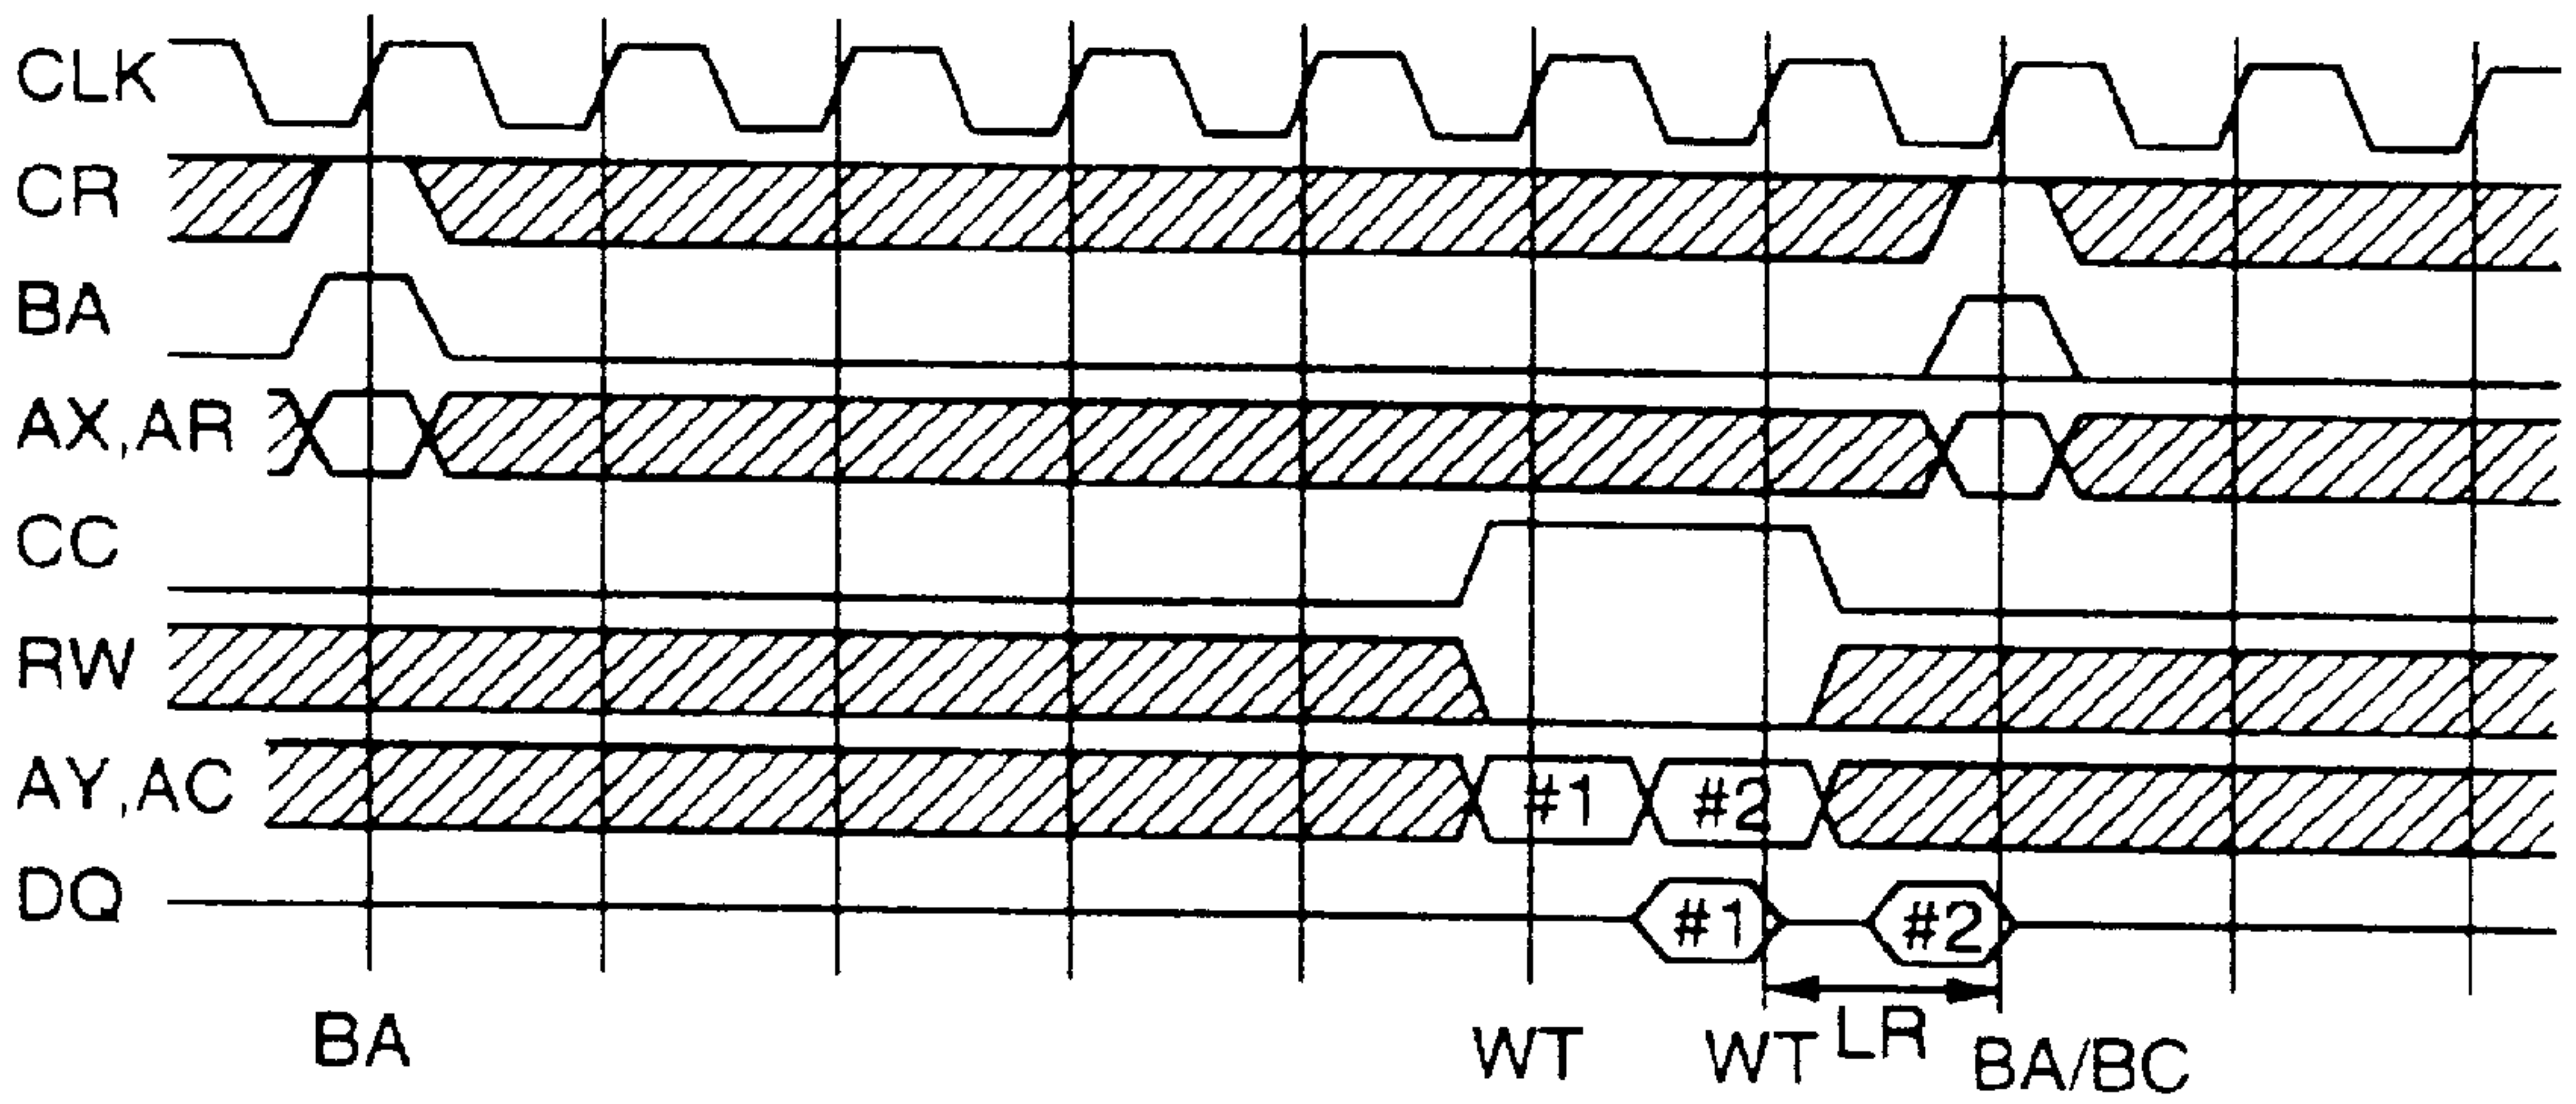 CLK
CR
BA
AX,AR
CC
RW
AY,AC #1 #2
DQ #1 #2
BA WT WT LR BA/BC